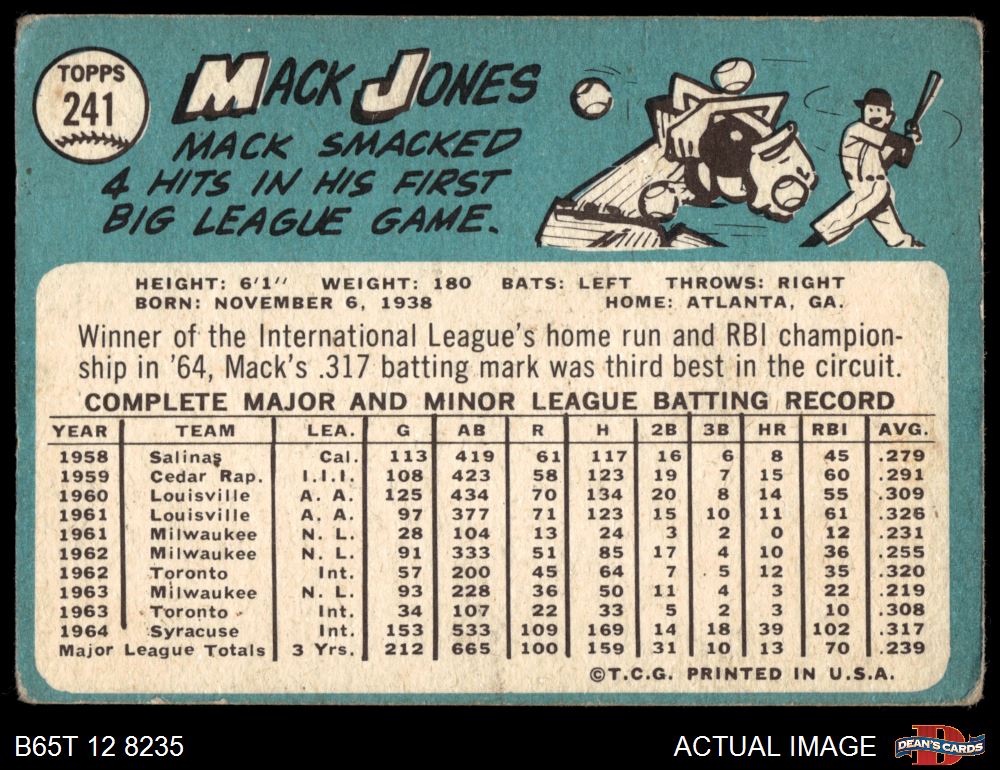 TOPPS
241
MACK JONES
MACK SMACKED
4 HITS IN HIS FIRST
BIG LEAGUE GAME.
HEIGHT: 6'1" WEIGHT: 180 BATS: LEFT THROWS: RIGHT
BORN: NOVEMBER 6, 1938 HOME: ATLANTA, GA.
Winner of the International League's home run and RBI champion-
ship in '64, Mack's .317 batting mark was third best in the circuit.
COMPLETE MAJOR AND MINOR LEAGUE BATTING RECORD
YEAR TEAM LEA. G AB R H 2B 3B HR RBI AVG.
1958 Salinas Cal. 113 419 61 117 16 6 8 45 .279
1959 Cedar Rap. I.I.I. 108 423 58 123 19 7 15 60 .291
1960 Louisville A. A. 125 434 70 134 20 8 14 55 .309
1961 Louisville A. A. 97 377 71 123 15 10 11 61 .326
1961 Milwaukee N. L. 28 104 13 24 3 2 0 12 .231
1962 Milwaukee N. L. 91 333 51 85 17 4 10 36 .255
1962 Toronto Int. 57 200 45 64 7 5 12 35 .320
1963 Milwaukee N. L. 93 228 36 50 11 4 3 22 .219
1963 Toronto Int. 34 107 22 33 5 2 3 10 .308
1964 Syracuse Int. 153 533 109 169 14 18 39 102 .317
Major League Totals 3 Yrs. 212 665 100 159 31 10 13 70 .239
©T.C.G. PRINTED IN U.S.A.
B65T 12 8235 ACTUAL IMAGE DEAN'S CARDS